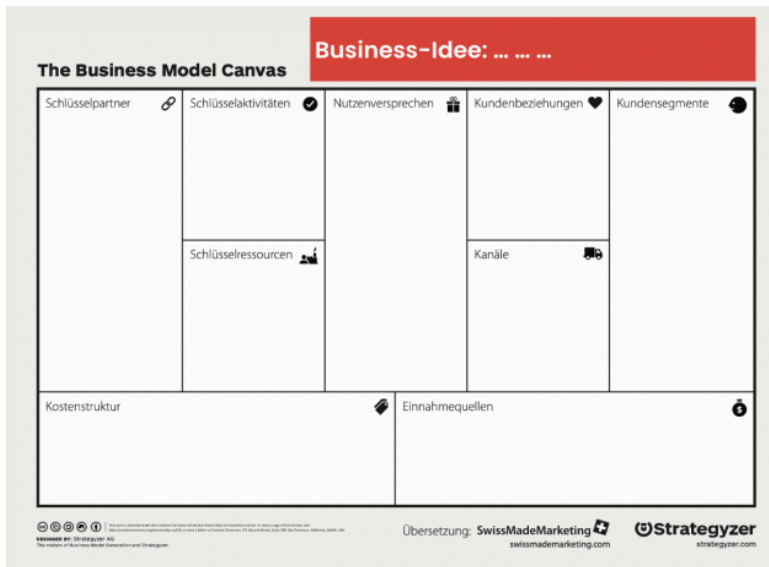 Business-Idee: ... ... ...
The Business Model Canvas
Schlüsselpartner
Schlüsselaktivitäten
Nutzenversprechen
Kundenbeziehungen
Kundensegmente
Schlüsselressourcen
Kanäle
Kostenstruktur
Einnahmequellen
DESIGNED BY: Strategyzer AG
The makers of Business Model Generation and Strategyzer
Übersetzung: SwissMadeMarketing
swissmademarketing.com
Strategyzer
strategyzer.com